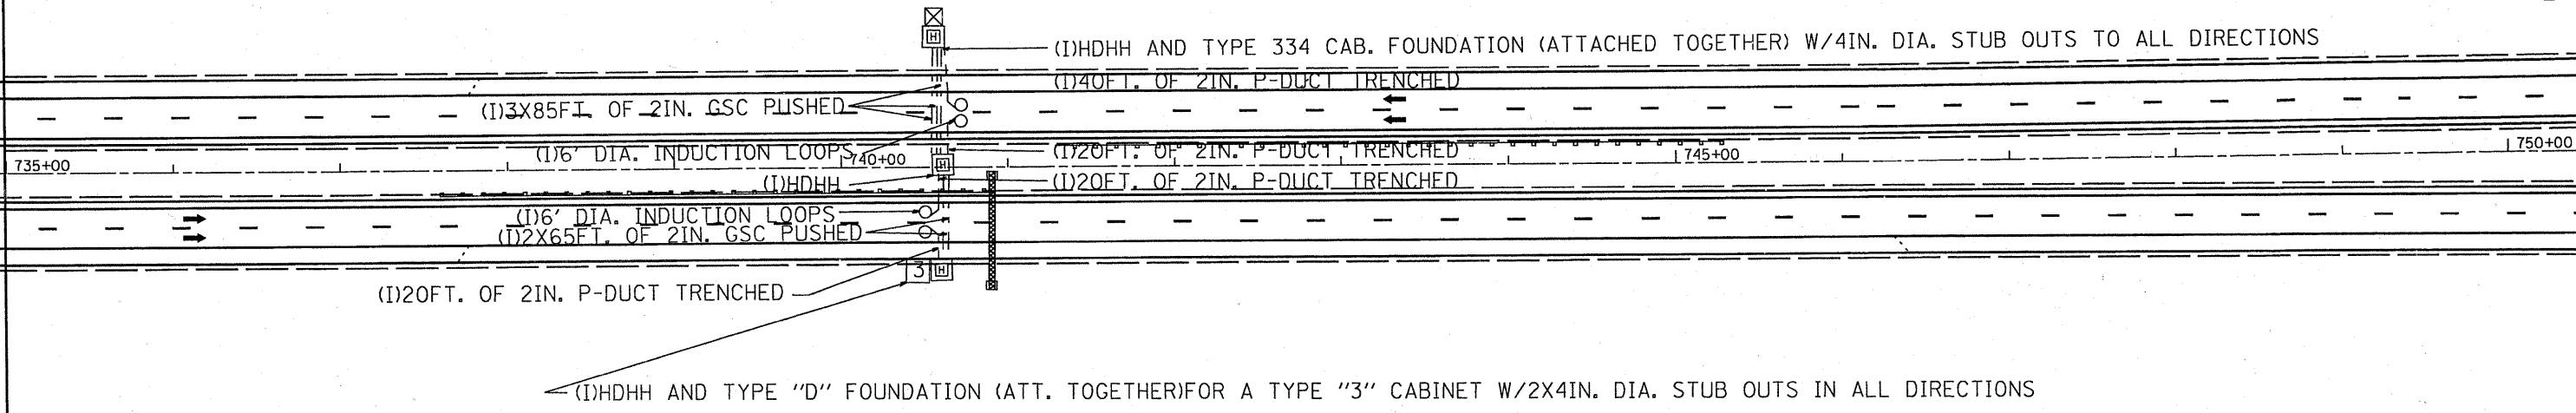 H
(I)HDHH AND TYPE 334 CAB. FOUNDATION (ATTACHED TOGETHER) W/4IN. DIA. STUB OUTS TO ALL DIRECTIONS
(I)40FT. OF 2IN. P-DUCT TRENCHED
(I)3X85FT. OF 2IN. GSC PUSHED
(I)6' DIA. INDUCTION LOOPS
(I)20FT. OF 2IN. P-DUCT TRENCHED
735+00
740+00
745+00
750+00
H
(I)HDHH
(I)20FT. OF 2IN. P-DUCT TRENCHED
(I)6' DIA. INDUCTION LOOPS
(I)2X65FT. OF 2IN. GSC PUSHED
3 H
(I)20FT. OF 2IN. P-DUCT TRENCHED
(I)HDHH AND TYPE "D" FOUNDATION (ATT. TOGETHER)FOR A TYPE "3" CABINET W/2X4IN. DIA. STUB OUTS IN ALL DIRECTIONS